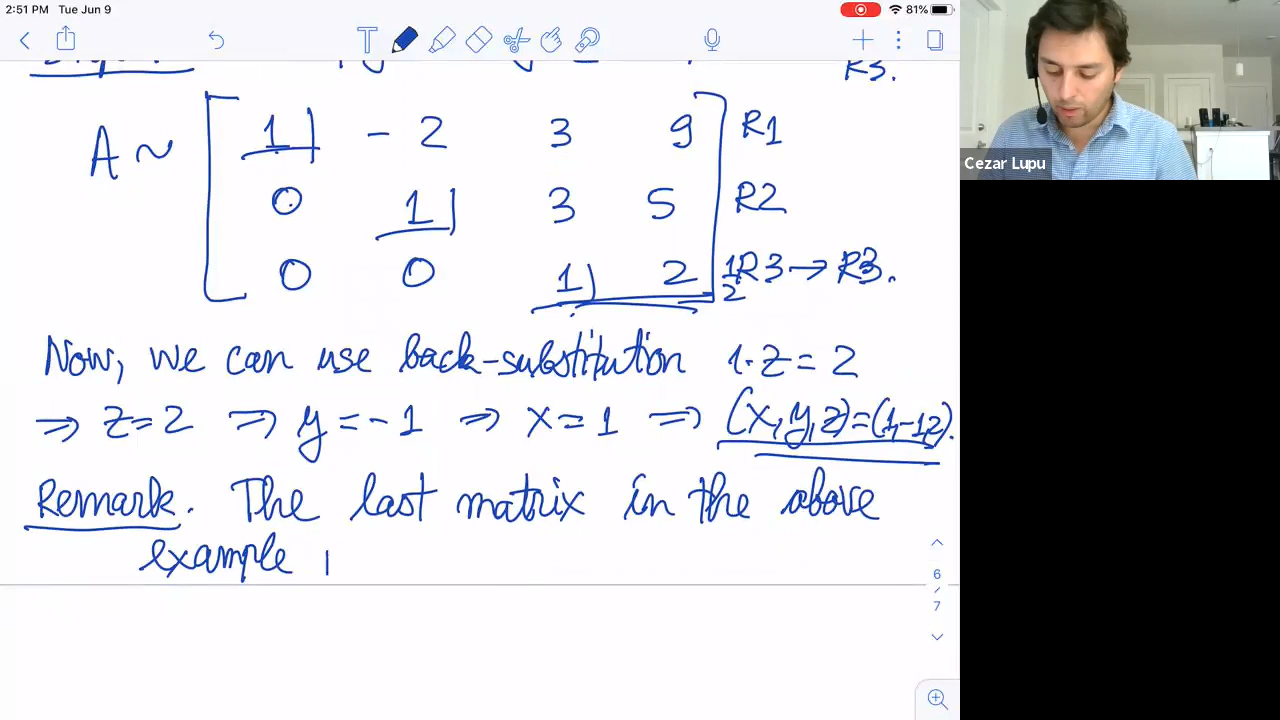 2:51 PM Tue Jun 9
81%
R3.
A ~ [ 1 -2 3 9 ] R1
0 1 3 5 R2
0 0 1 2 1/2 R3 → R3.
Now, we can use back-substitution 1·z = 2
⇒ z=2 ⇒ y = -1 ⇒ x = 1 ⇒ (x,y,z)=(1,-1,2).
Remark. The last matrix in the above
example
6
/
7
Cezar Lupu